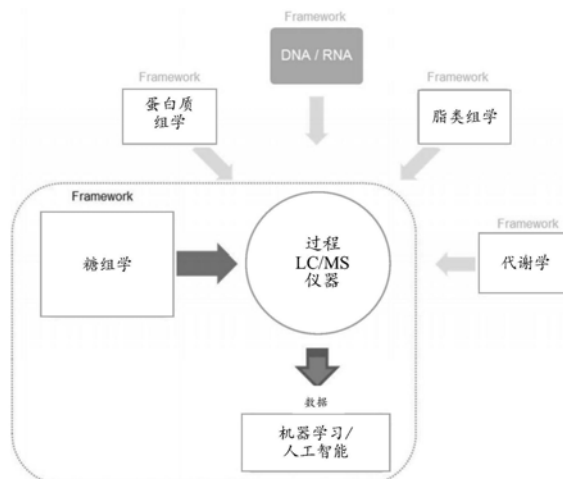 Framework
DNA / RNA
Framework
蛋白质
组学
Framework
脂类组学
Framework
糖组学
过程
LC/MS
仪器
Framework
代谢学
数据
机器学习/
人工智能